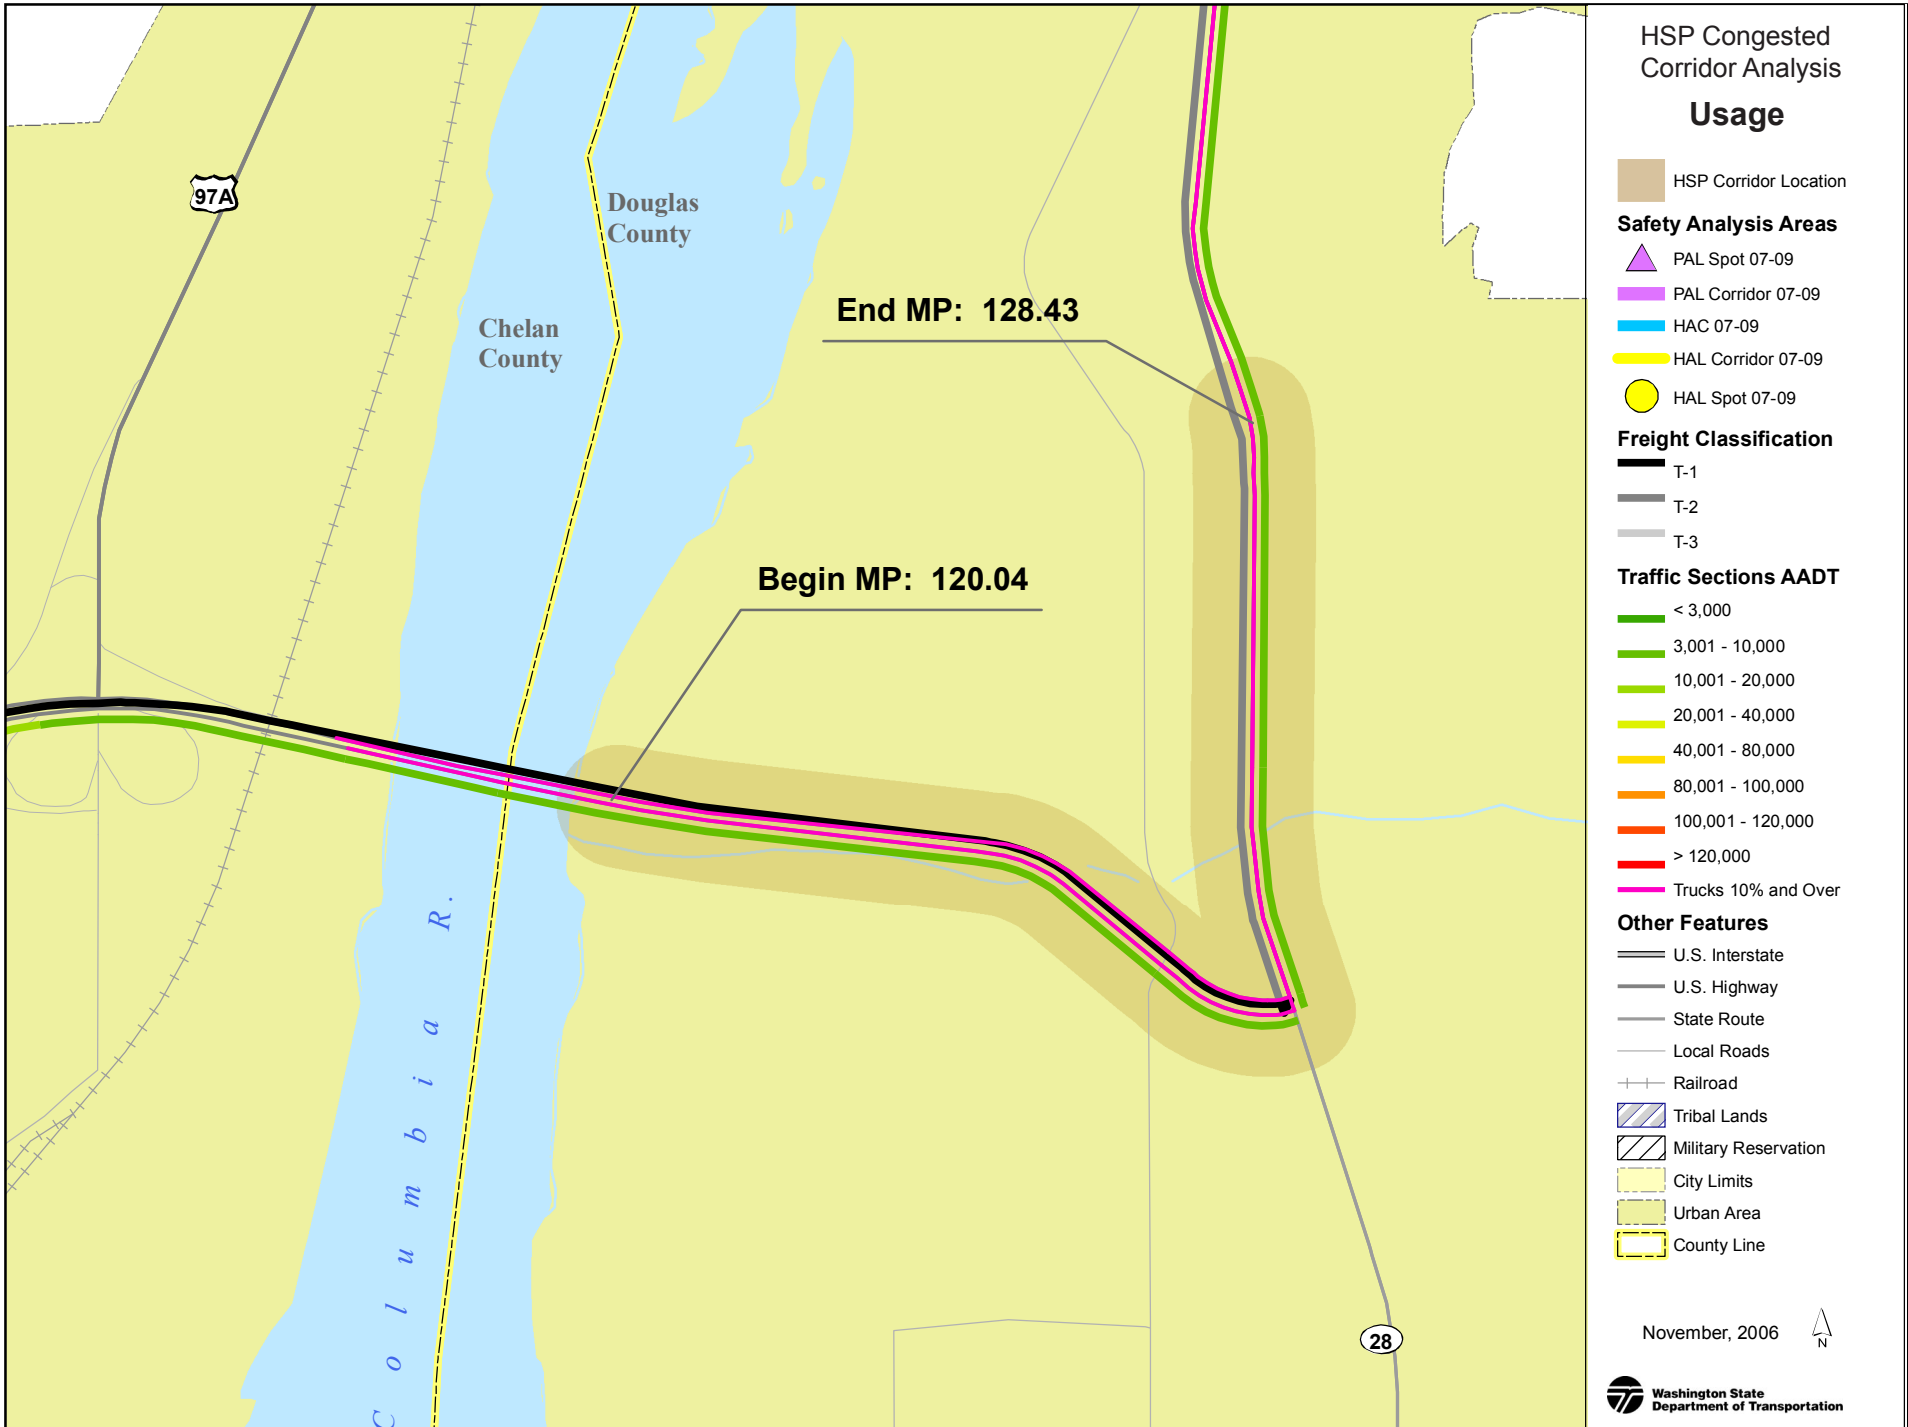 97A
Douglas
County
Chelan
County
End MP: 128.43
Begin MP: 120.04
Columbia R.
28
HSP Congested
Corridor Analysis
Usage
HSP Corridor Location
Safety Analysis Areas
PAL Spot 07-09
PAL Corridor 07-09
HAC 07-09
HAL Corridor 07-09
HAL Spot 07-09
Freight Classification
T-1
T-2
T-3
Traffic Sections AADT
< 3,000
3,001 - 10,000
10,001 - 20,000
20,001 - 40,000
40,001 - 80,000
80,001 - 100,000
100,001 - 120,000
> 120,000
Trucks 10% and Over
Other Features
U.S. Interstate
U.S. Highway
State Route
Local Roads
Railroad
Tribal Lands
Military Reservation
City Limits
Urban Area
County Line
November, 2006
N
Washington State
Department of Transportation